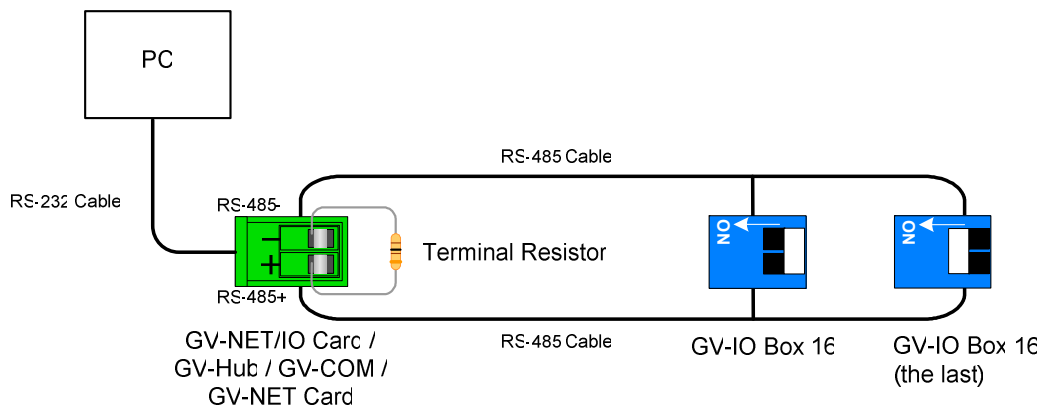 PC
RS-485 Cable
RS-232 Cable
RS-485-
ON
ON
−
+
Terminal Resistor
RS-485+
RS-485 Cable
GV-NET/IO Card /
GV-Hub / GV-COM /
GV-NET Card
GV-IO Box 16
GV-IO Box 16
(the last)